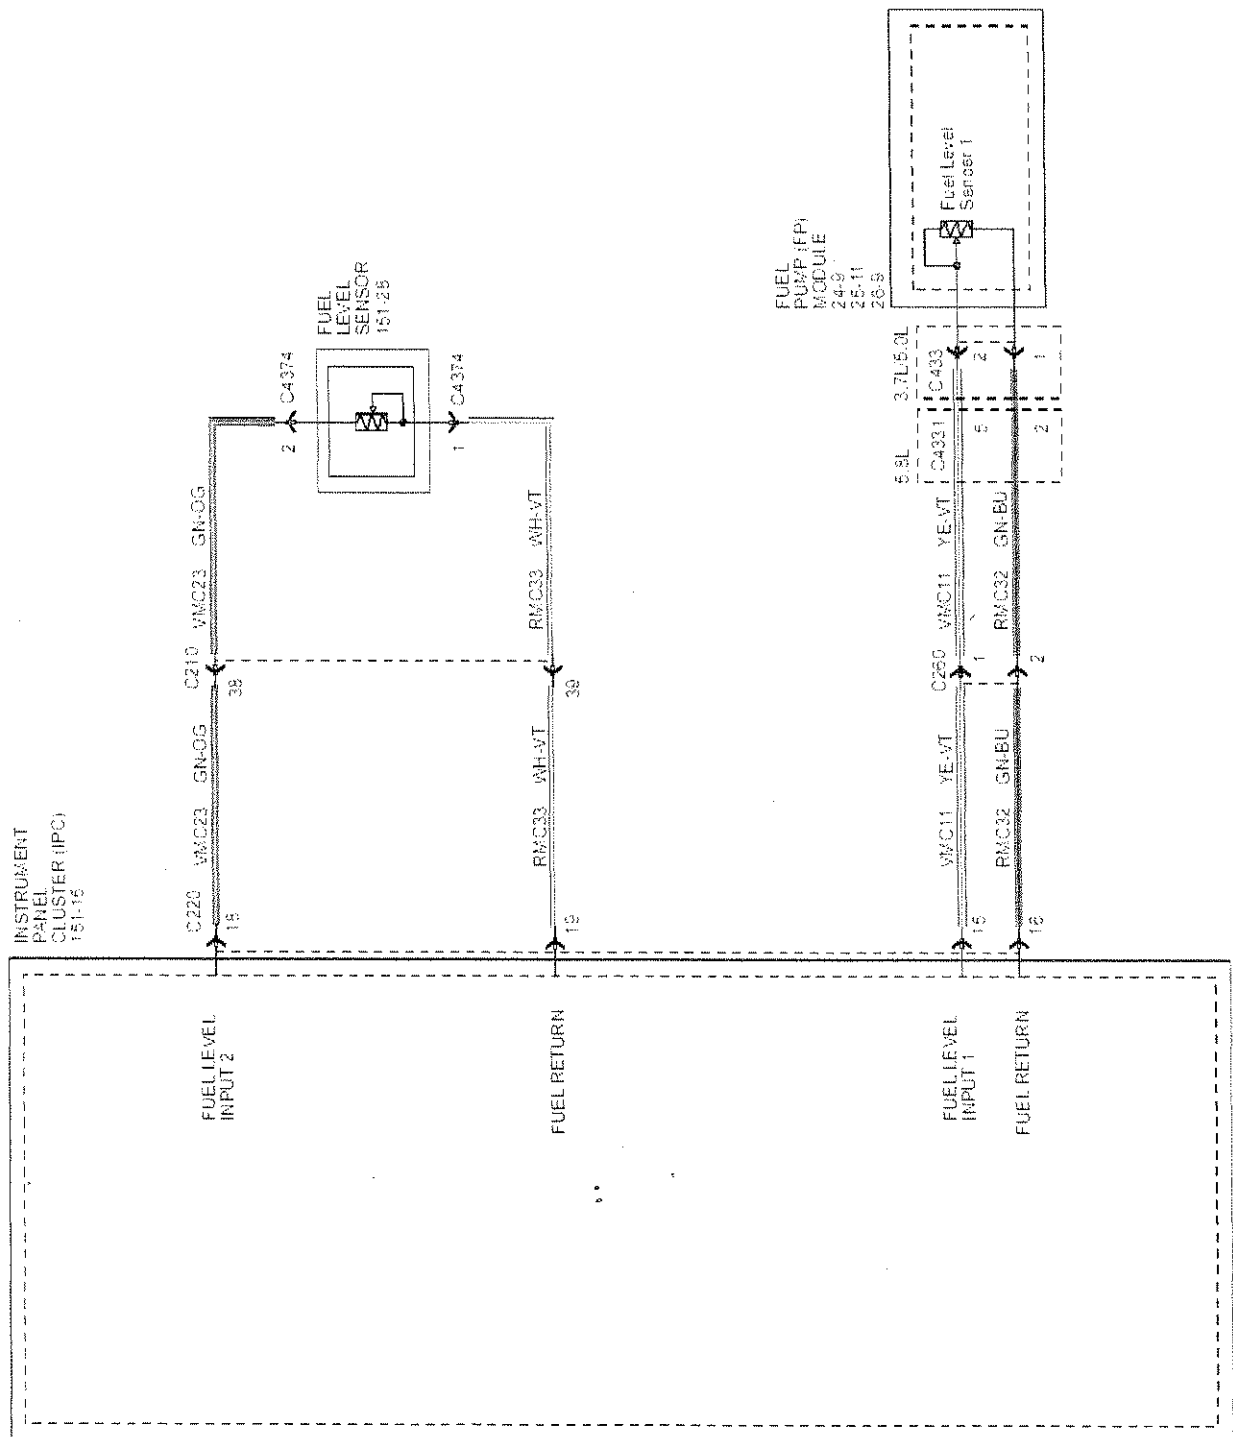 INSTRUMENT
PANEL
CLUSTER (IPC)
151-16
FUEL LEVEL
INPUT 2
FUEL RETURN
FUEL LEVEL
INPUT 1
FUEL RETURN
C220
18
VMC23 GN-OG
19
RMC33 WH-VT
15
VMC11 YE-VT
16
RMC32 GN-BU
C210
38
VMC23 GN-OG
39
RMC33 WH-VT
C260
1
VMC11 YE-VT
2
RMC32 GN-BU
2
C4374
FUEL
LEVEL
SENSOR
1
C4374
5.8L
C4331
2
3.7L/5.0L
C433
2
1
FUEL
PUMP (FP)
MODULE
24-9
25-11
26-9
Fuel Level
Sender 1